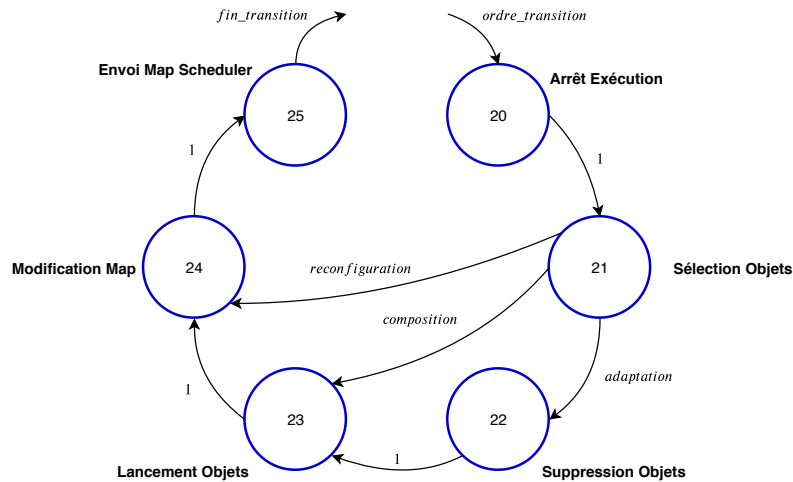 fin_transition
ordre_transition
Envoi Map Scheduler
Arrêt Exécution
25
20
1
1
Modification Map
24
reconfiguration
21
Sélection Objets
composition
adaptation
1
23
22
1
Lancement Objets
Suppression Objets